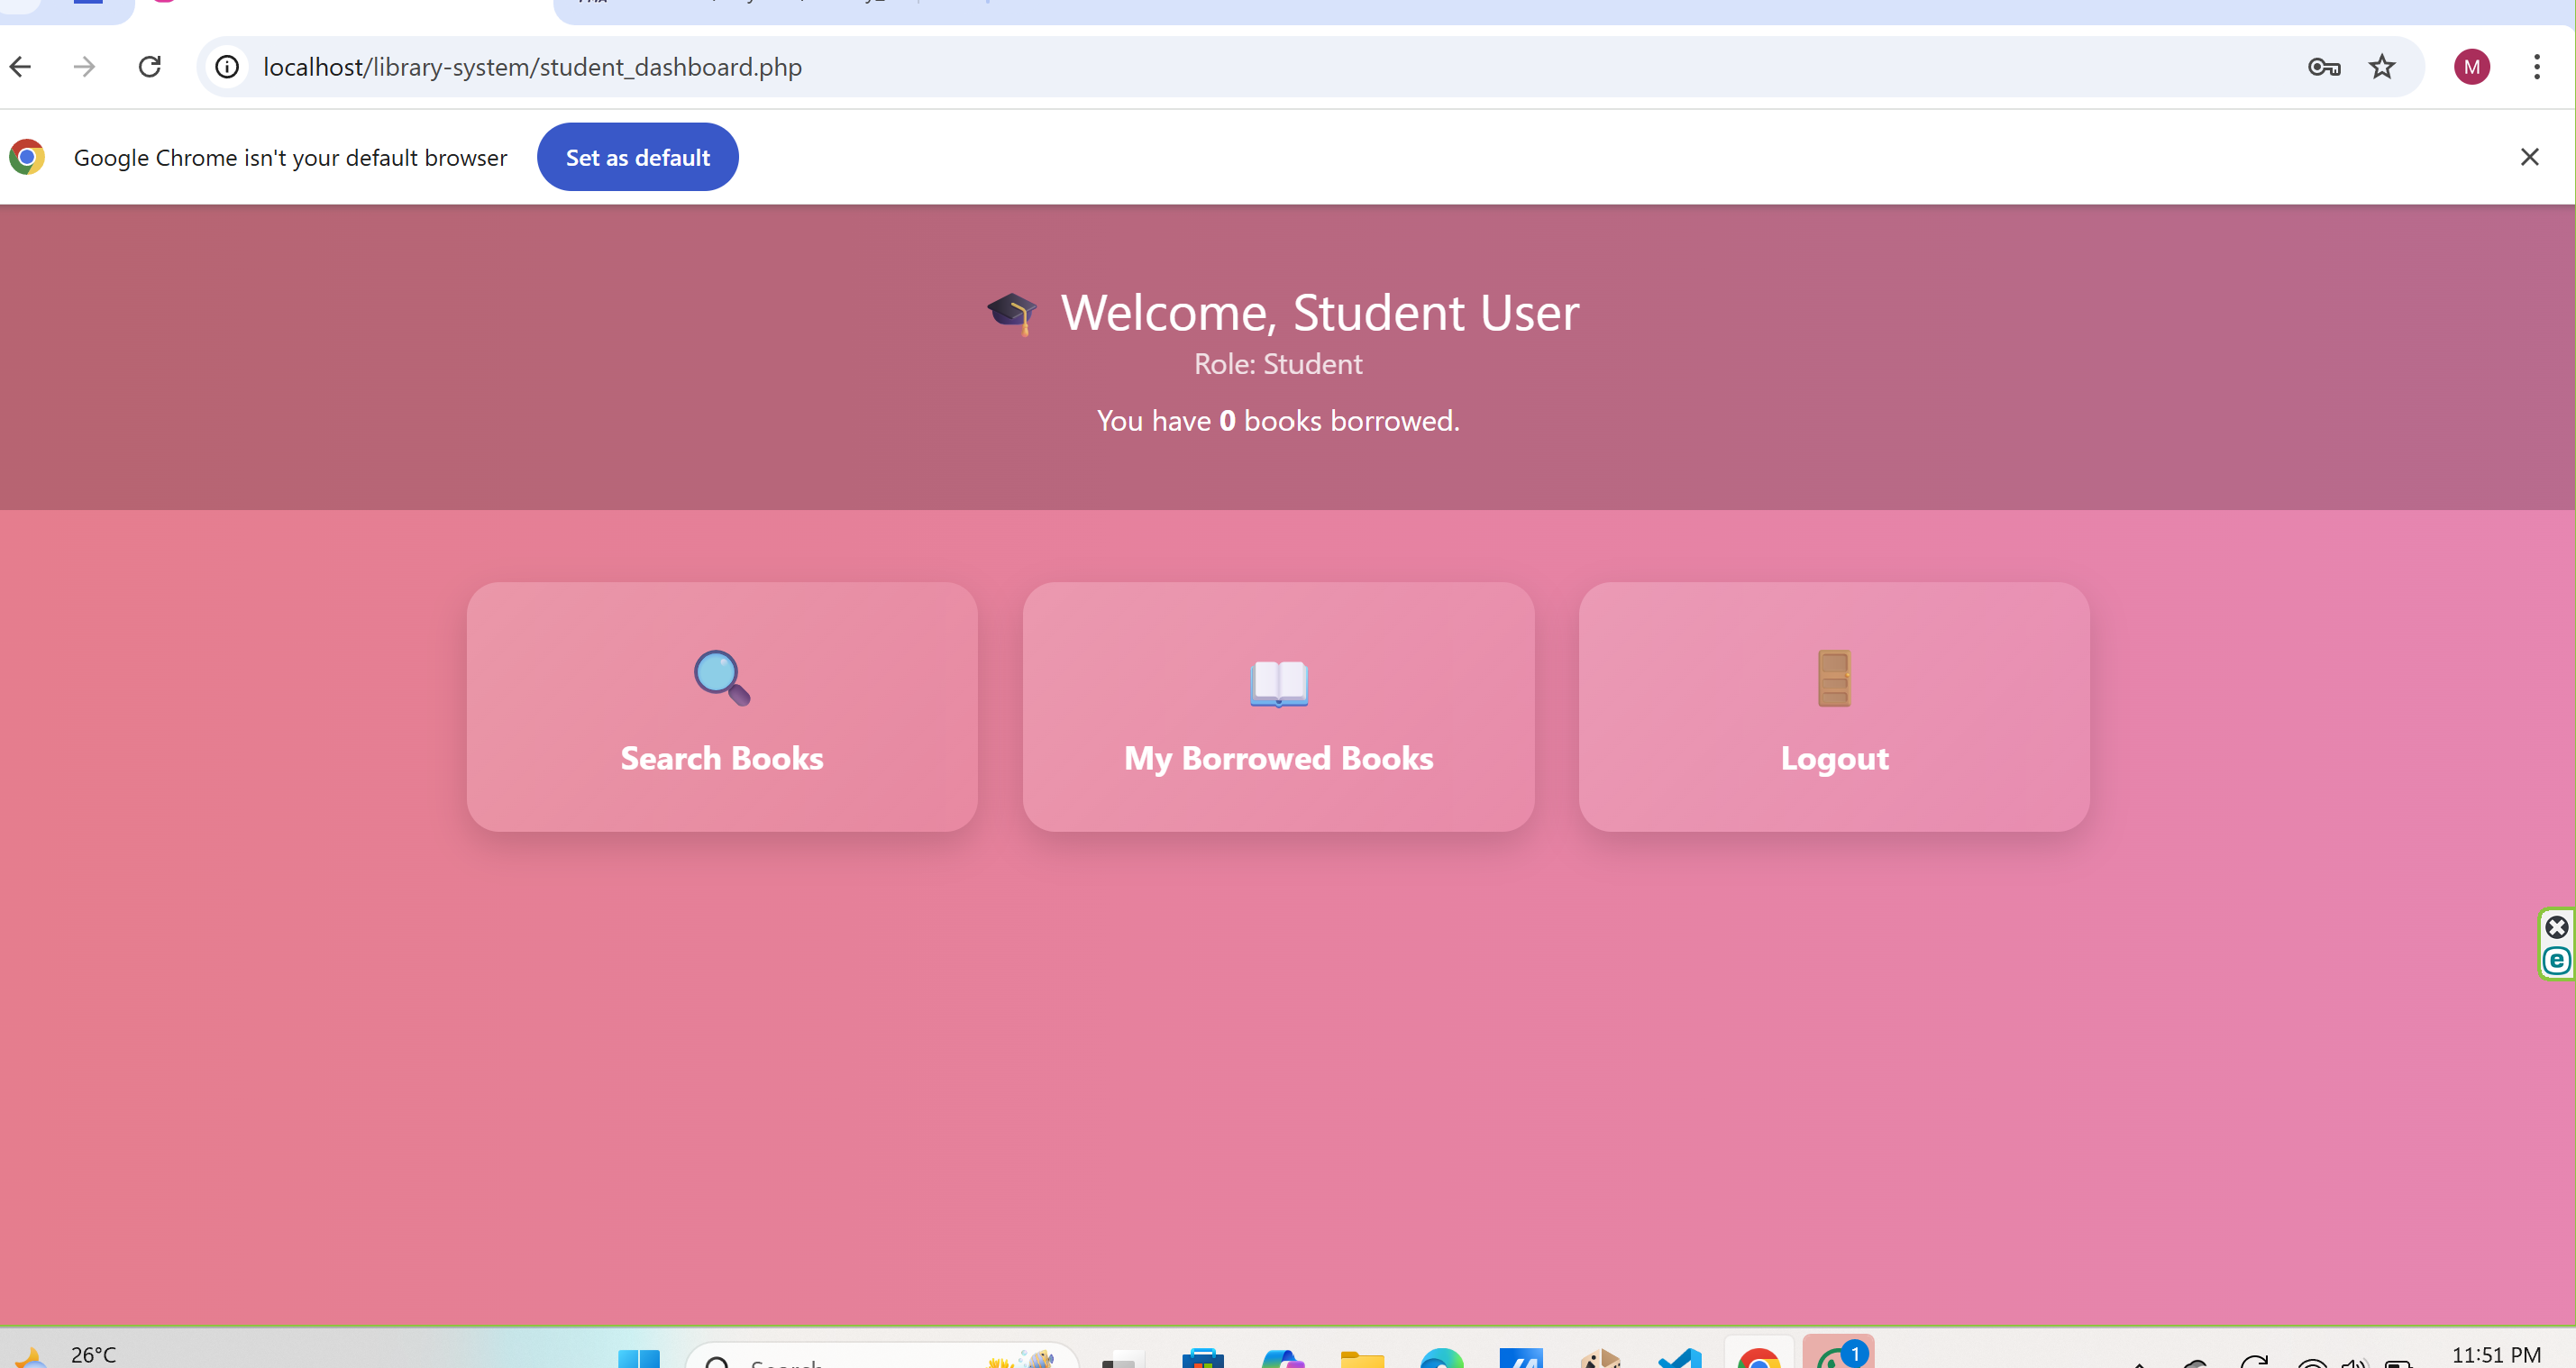 localhost/library-system/student_dashboard.php
M
Google Chrome isn't your default browser
Set as default
Welcome, Student User
Role: Student
You have 0 books borrowed.
Search Books
My Borrowed Books
Logout
e
26°C
Search
1
11:51 PM